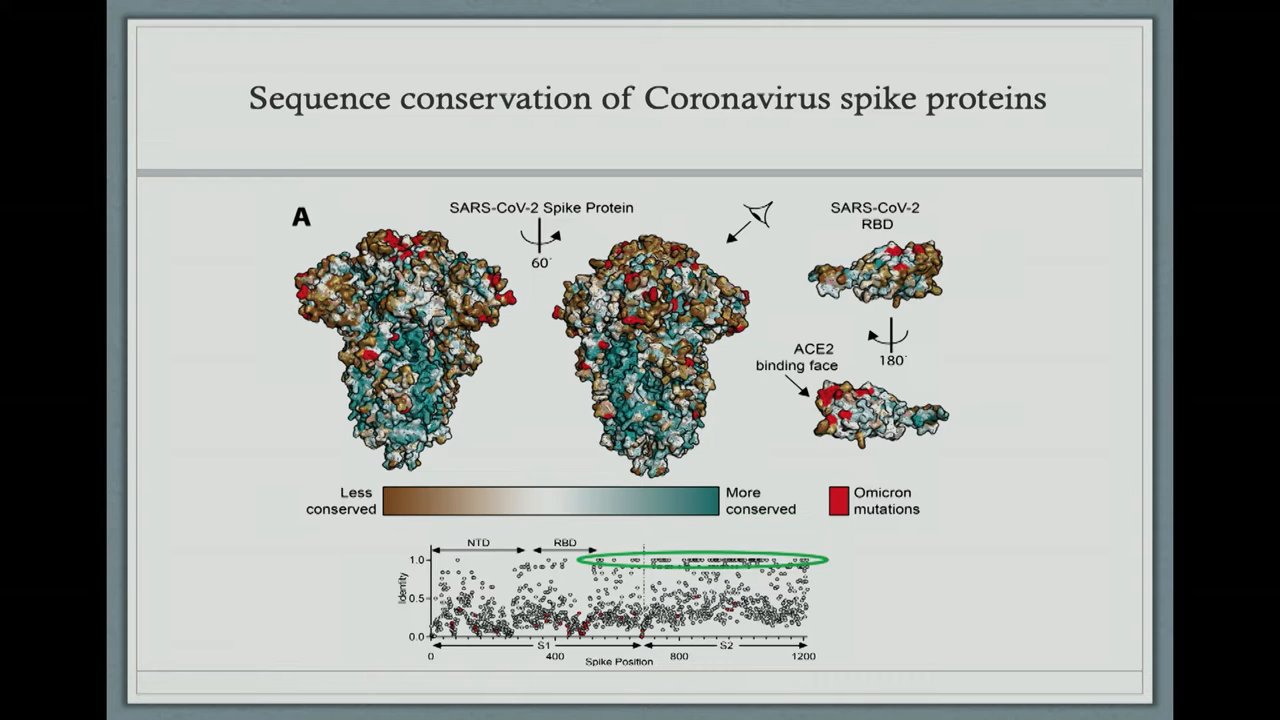 Sequence conservation of Coronavirus spike proteins
A
SARS-CoV-2 Spike Protein
60˙
SARS-CoV-2
RBD
180˙
ACE2
binding face
Less
conserved
More
conserved
Omicron
mutations
NTD
RBD
1.0
0.5
0.0
Identity
S1
S2
0
400
800
1200
Spike Position